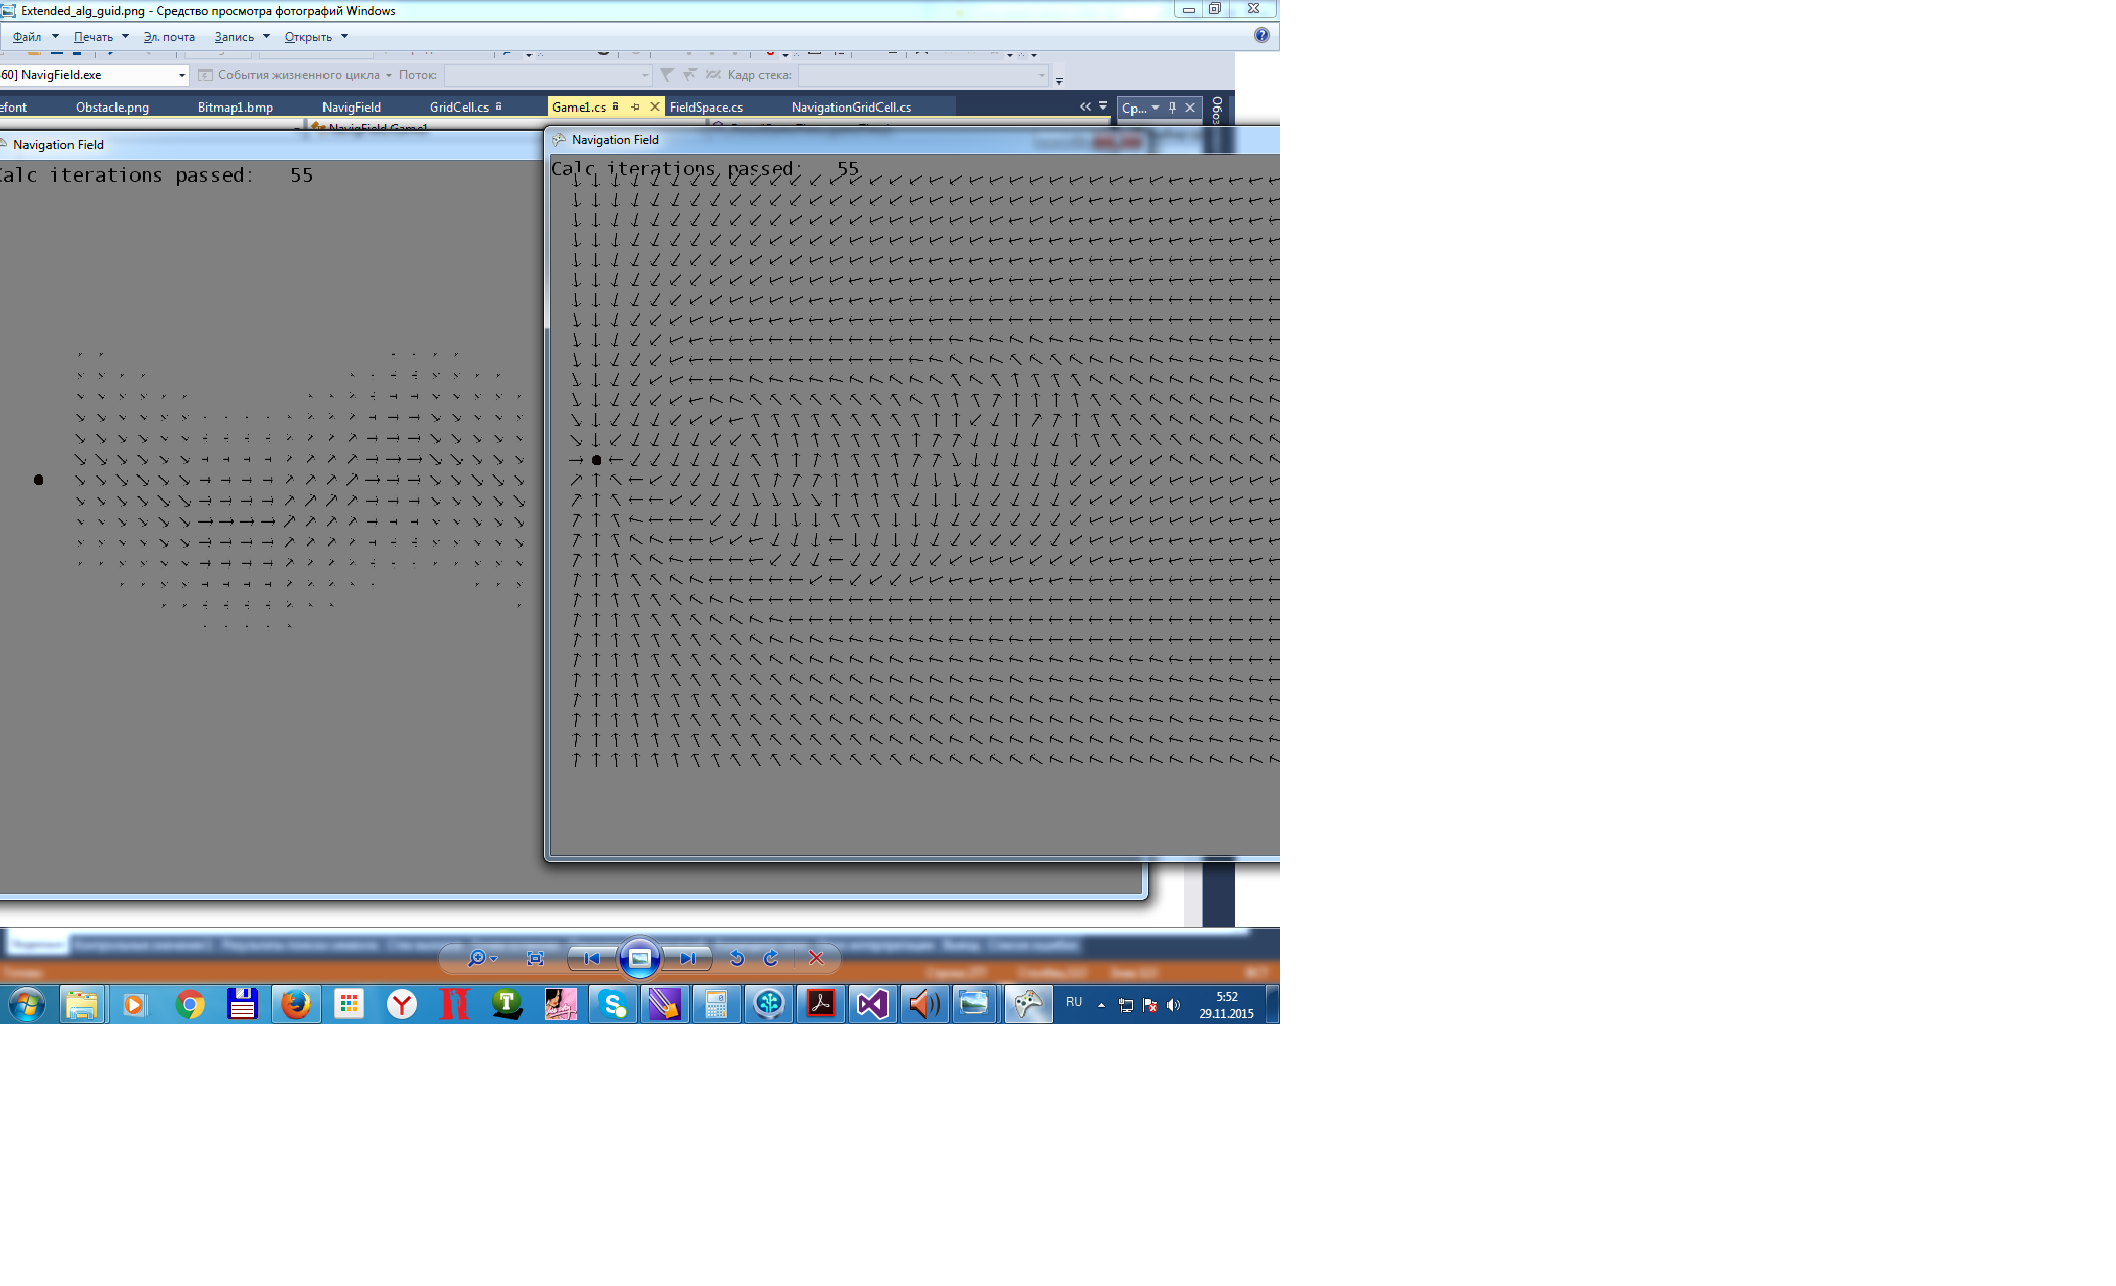 Extended_alg_guid.png - Средство просмотра фотографий Windows
Файл Печать Эл. почта Запись Открыть
60] NavigField.exe События жизненного цикла Поток: Кадр стека:
efont Obstacle.png Bitmap1.bmp NavigField GridCell.cs Game1.cs FieldSpace.cs NavigationGridCell.cs Ср...
NavigField.Game1
Navigation Field
Calc iterations passed: 55
Navigation Field
Calc iterations passed: 55
RU 5:52
29.11.2015